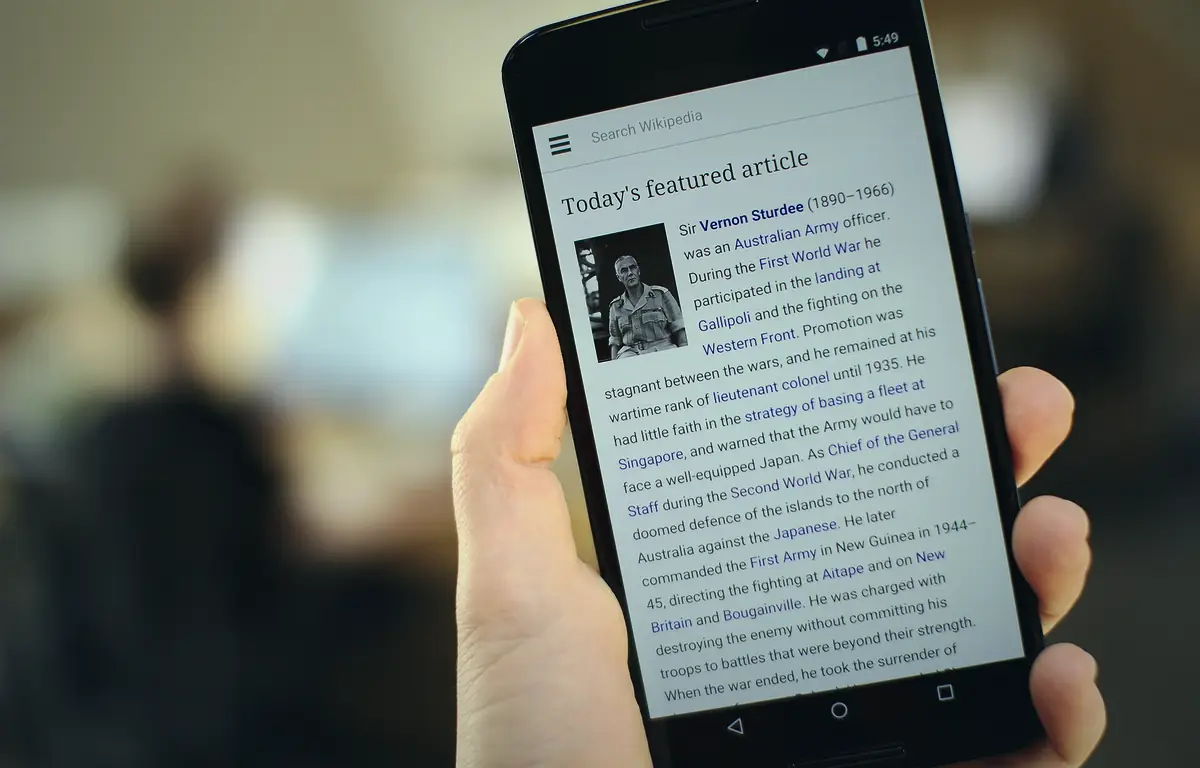 5:49
Search Wikipedia
Today's featured article
Sir Vernon Sturdee (1890–1966)
was an Australian Army officer.
During the First World War he
participated in the landing at
Gallipoli and the fighting on the
Western Front. Promotion was
stagnant between the wars, and he remained at his
wartime rank of lieutenant colonel until 1935. He
had little faith in the strategy of basing a fleet at
Singapore, and warned that the Army would have to
face a well-equipped Japan. As Chief of the General
Staff during the Second World War, he conducted a
doomed defence of the islands to the north of
Australia against the Japanese. He later
commanded the First Army in New Guinea in 1944–
45, directing the fighting at Aitape and on New
Britain and Bougainville. He was charged with
destroying the enemy without committing his
troops to battles that were beyond their strength.
When the war ended, he took the surrender of